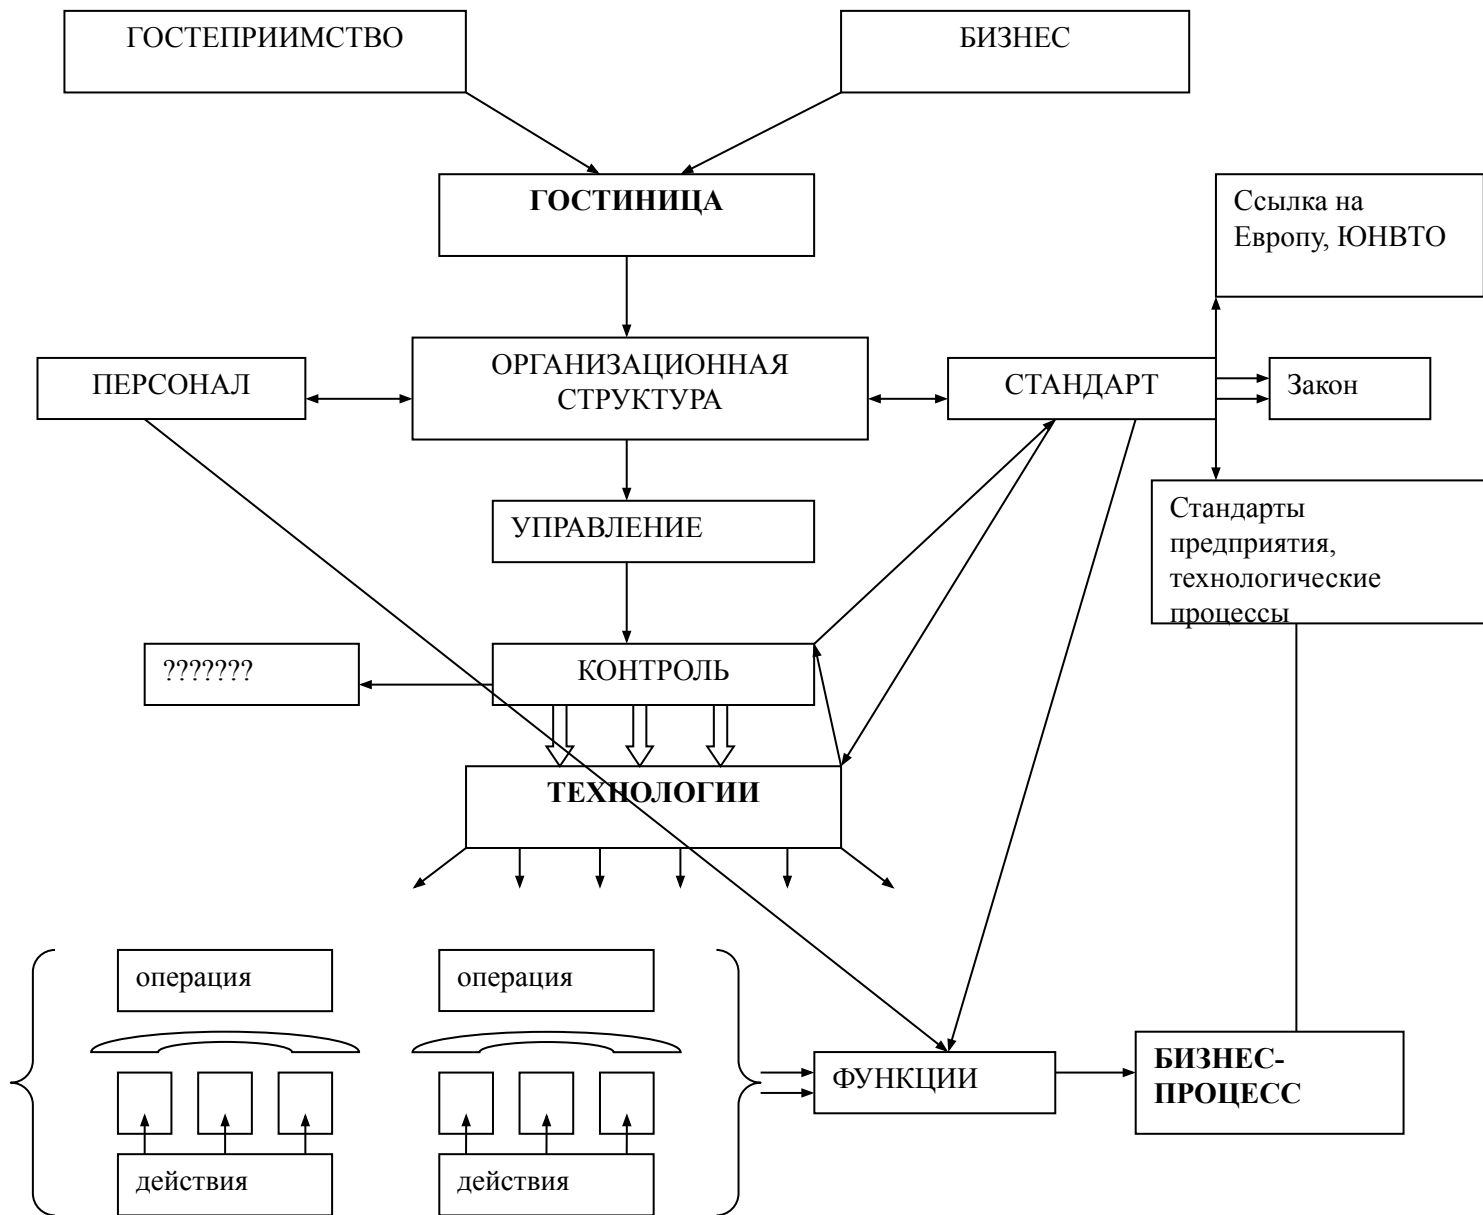 ГОСТЕПРИИМСТВО
БИЗНЕС
ГОСТИНИЦА
Ссылка на
Европу, ЮНВТО
ПЕРСОНАЛ
ОРГАНИЗАЦИОННАЯ
СТРУКТУРА
СТАНДАРТ
Закон
УПРАВЛЕНИЕ
Стандарты
предприятия,
технологические
процессы
???????
КОНТРОЛЬ
ТЕХНОЛОГИИ
операция
операция
ФУНКЦИИ
БИЗНЕС-
ПРОЦЕСС
действия
действия